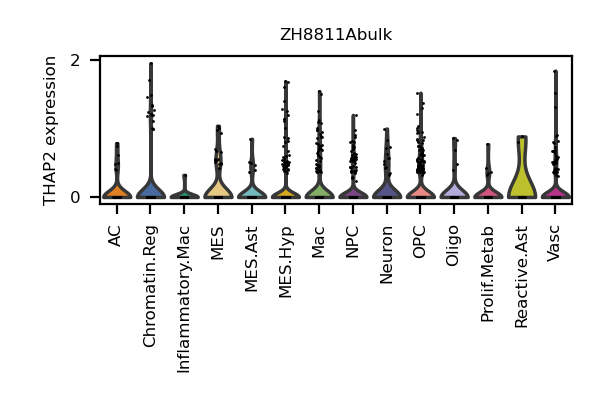 ZH8811Abulk
THAP2 expression
2
0
AC
Chromatin.Reg
Inflammatory.Mac
MES
MES.Ast
MES.Hyp
Mac
NPC
Neuron
OPC
Oligo
Prolif.Metab
Reactive.Ast
Vasc